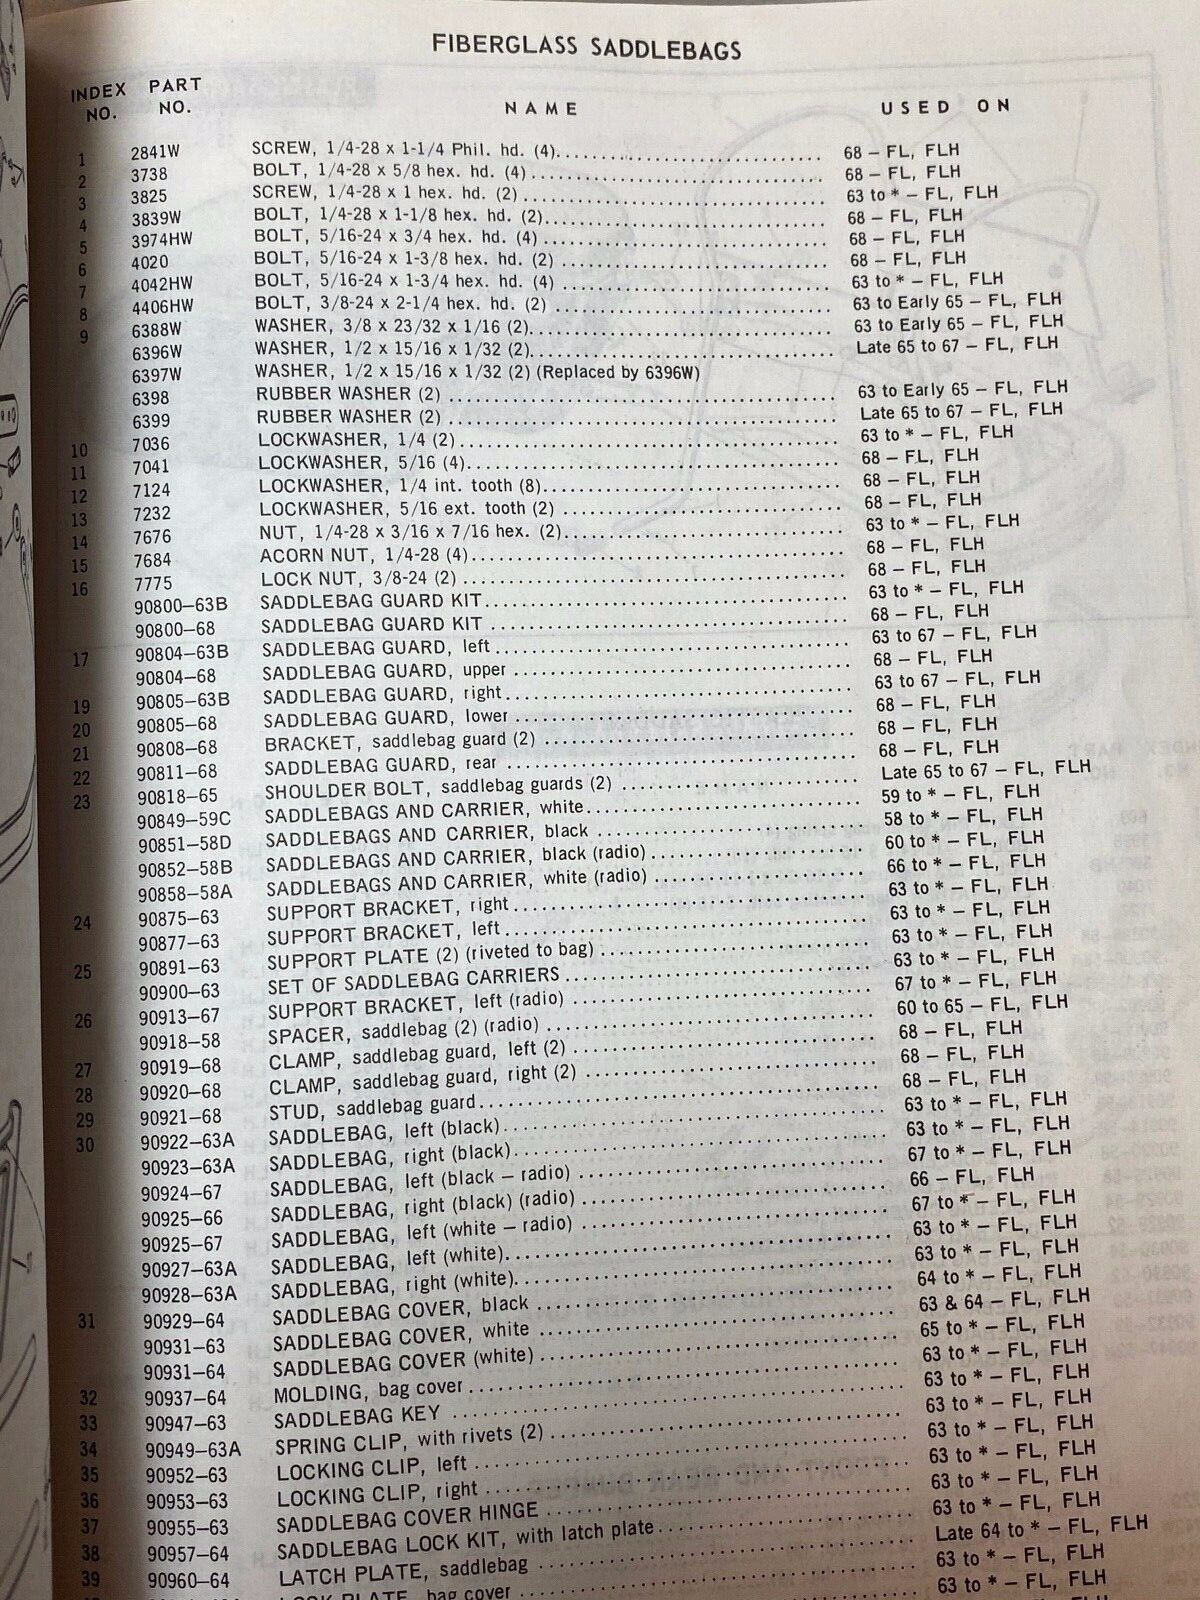 FIBERGLASS SADDLEBAGS
INDEX NO. PART NO. NAME USED ON
1 2841W SCREW, 1/4-28 x 1-1/4 Phil. hd. (4) 68 – FL, FLH
2 3738 BOLT, 1/4-28 x 5/8 hex. hd. (4) 68 – FL, FLH
3 3825 SCREW, 1/4-28 x 1 hex. hd. (2) 63 to * – FL, FLH
4 3839W BOLT, 1/4-28 x 1-1/8 hex. hd. (2) 68 – FL, FLH
5 3974HW BOLT, 5/16-24 x 3/4 hex. hd. (4) 68 – FL, FLH
6 4020 BOLT, 5/16-24 x 1-3/8 hex. hd. (2) 68 – FL, FLH
7 4042HW BOLT, 5/16-24 x 1-3/4 hex. hd. (4) 63 to * – FL, FLH
8 4406HW BOLT, 3/8-24 x 2-1/4 hex. hd. (2) 63 to Early 65 – FL, FLH
9 6388W WASHER, 3/8 x 23/32 x 1/16 (2) 63 to Early 65 – FL, FLH
6396W WASHER, 1/2 x 15/16 x 1/32 (2) Late 65 to 67 – FL, FLH
6397W WASHER, 1/2 x 15/16 x 1/32 (2) (Replaced by 6396W)
6398 RUBBER WASHER (2) 63 to Early 65 – FL, FLH
6399 RUBBER WASHER (2) Late 65 to 67 – FL, FLH
10 7036 LOCKWASHER, 1/4 (2) 63 to * – FL, FLH
11 7041 LOCKWASHER, 5/16 (4) 68 – FL, FLH
12 7124 LOCKWASHER, 1/4 int. tooth (8) 68 – FL, FLH
13 7232 LOCKWASHER, 5/16 ext. tooth (2) 68 – FL, FLH
14 7676 NUT, 1/4-28 x 3/16 x 7/16 hex. (2) 63 to * – FL, FLH
15 7684 ACORN NUT, 1/4-28 (4) 68 – FL, FLH
16 7775 LOCK NUT, 3/8-24 (2) 68 – FL, FLH
90800–63B SADDLEBAG GUARD KIT 63 to * – FL, FLH
90800–68 SADDLEBAG GUARD KIT 68 – FL, FLH
17 90804–63B SADDLEBAG GUARD, left 63 to 67 – FL, FLH
90804–68 SADDLEBAG GUARD, upper 68 – FL, FLH
19 90805–63B SADDLEBAG GUARD, right 63 to 67 – FL, FLH
20 90805–68 SADDLEBAG GUARD, lower 68 – FL, FLH
21 90808–68 BRACKET, saddlebag guard (2) 68 – FL, FLH
22 90811–68 SADDLEBAG GUARD, rear 68 – FL, FLH
23 90818–65 SHOULDER BOLT, saddlebag guards (2) Late 65 to 67 – FL, FLH
90849–59C SADDLEBAGS AND CARRIER, white 59 to * – FL, FLH
90851–58D SADDLEBAGS AND CARRIER, black 58 to * – FL, FLH
90852–58B SADDLEBAGS AND CARRIER, black (radio) 60 to * – FL, FLH
90858–58A SADDLEBAGS AND CARRIER, white (radio) 66 to * – FL, FLH
24 90875–63 SUPPORT BRACKET, right 63 to * – FL, FLH
90877–63 SUPPORT BRACKET, left 63 to * – FL, FLH
25 90891–63 SUPPORT PLATE (2) (riveted to bag) 63 to * – FL, FLH
90900–63 SET OF SADDLEBAG CARRIERS 63 to * – FL, FLH
26 90913–67 SUPPORT BRACKET, left (radio) 67 to * – FL, FLH
90918–58 SPACER, saddlebag (2) (radio) 60 to 65 – FL, FLH
27 90919–68 CLAMP, saddlebag guard, left (2) 68 – FL, FLH
28 90920–68 CLAMP, saddlebag guard, right (2) 68 – FL, FLH
29 90921–68 STUD, saddlebag guard 68 – FL, FLH
30 90922–63A SADDLEBAG, left (black) 63 to * – FL, FLH
90923–63A SADDLEBAG, right (black) 63 to * – FL, FLH
90924–67 SADDLEBAG, left (black – radio) 67 to * – FL, FLH
90925–66 SADDLEBAG, right (black) (radio) 66 – FL, FLH
90925–67 SADDLEBAG, left (white – radio) 67 to * – FL, FLH
90927–63A SADDLEBAG, left (white) 63 to * – FL, FLH
90928–63A SADDLEBAG, right (white) 63 to * – FL, FLH
31 90929–64 SADDLEBAG COVER, black 64 to * – FL, FLH
90931–63 SADDLEBAG COVER, white 63 & 64 – FL, FLH
90931–64 SADDLEBAG COVER (white) 65 to * – FL, FLH
32 90937–64 MOLDING, bag cover 63 to * – FL, FLH
33 90947–63 SADDLEBAG KEY 63 to * – FL, FLH
34 90949–63A SPRING CLIP, with rivets (2) 63 to * – FL, FLH
35 90952–63 LOCKING CLIP, left 63 to * – FL, FLH
36 90953–63 LOCKING CLIP, right 63 to * – FL, FLH
37 90955–63 SADDLEBAG COVER HINGE 63 to * – FL, FLH
38 90957–64 SADDLEBAG LOCK KIT, with latch plate 63 to * – FL, FLH
39 90960–64 LATCH PLATE, saddlebag Late 64 to * – FL, FLH
LOCK PLATE, bag cover 63 to * – FL, FLH
63 to * – FL, FLH